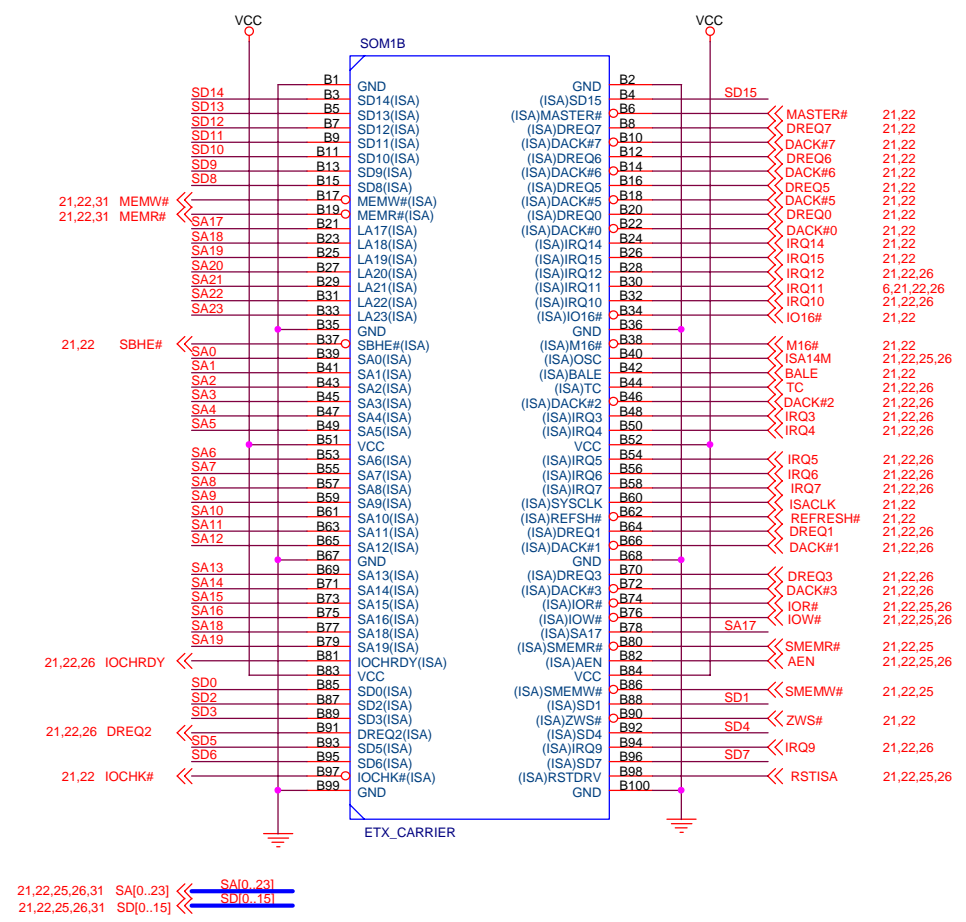 VCC VCC
SOM1B
B1 GND GND B2
SD14 B3 SD14(ISA) (ISA)SD15 B4 SD15
SD13 B5 SD13(ISA) (ISA)MASTER# B6 MASTER# 21,22
SD12 B7 SD12(ISA) (ISA)DREQ7 B8 DREQ7 21,22
SD11 B9 SD11(ISA) (ISA)DACK#7 B10 DACK#7 21,22
SD10 B11 SD10(ISA) (ISA)DREQ6 B12 DREQ6 21,22
SD9 B13 SD9(ISA) (ISA)DACK#6 B14 DACK#6 21,22
SD8 B15 SD8(ISA) (ISA)DREQ5 B16 DREQ5 21,22
21,22,31 MEMW# B17 MEMW#(ISA) (ISA)DACK#5 B18 DACK#5 21,22
21,22,31 MEMR# B19 MEMR#(ISA) (ISA)DREQ0 B20 DREQ0 21,22
SA17 B21 LA17(ISA) (ISA)DACK#0 B22 DACK#0 21,22
SA18 B23 LA18(ISA) (ISA)IRQ14 B24 IRQ14 21,22
SA19 B25 LA19(ISA) (ISA)IRQ15 B26 IRQ15 21,22
SA20 B27 LA20(ISA) (ISA)IRQ12 B28 IRQ12 21,22,26
SA21 B29 LA21(ISA) (ISA)IRQ11 B30 IRQ11 6,21,22,26
SA22 B31 LA22(ISA) (ISA)IRQ10 B32 IRQ10 21,22,26
SA23 B33 LA23(ISA) (ISA)IO16# B34 IO16# 21,22
B35 GND GND B36
21,22 SBHE# B37 SBHE#(ISA) (ISA)M16# B38 M16# 21,22
SA0 B39 SA0(ISA) (ISA)OSC B40 ISA14M 21,22,25,26
SA1 B41 SA1(ISA) (ISA)BALE B42 BALE 21,22
SA2 B43 SA2(ISA) (ISA)TC B44 TC 21,22,26
SA3 B45 SA3(ISA) (ISA)DACK#2 B46 DACK#2 21,22,26
SA4 B47 SA4(ISA) (ISA)IRQ3 B48 IRQ3 21,22,26
SA5 B49 SA5(ISA) (ISA)IRQ4 B50 IRQ4 21,22,26
B51 VCC VCC B52
SA6 B53 SA6(ISA) (ISA)IRQ5 B54 IRQ5 21,22,26
SA7 B55 SA7(ISA) (ISA)IRQ6 B56 IRQ6 21,22,26
SA8 B57 SA8(ISA) (ISA)IRQ7 B58 IRQ7 21,22,26
SA9 B59 SA9(ISA) (ISA)SYSCLK B60 ISACLK 21,22
SA10 B61 SA10(ISA) (ISA)REFSH# B62 REFRESH# 21,22
SA11 B63 SA11(ISA) (ISA)DREQ1 B64 DREQ1 21,22,26
SA12 B65 SA12(ISA) (ISA)DACK#1 B66 DACK#1 21,22,26
B67 GND GND B68
SA13 B69 SA13(ISA) (ISA)DREQ3 B70 DREQ3 21,22,26
SA14 B71 SA14(ISA) (ISA)DACK#3 B72 DACK#3 21,22,26
SA15 B73 SA15(ISA) (ISA)IOR# B74 IOR# 21,22,25,26
SA16 B75 SA16(ISA) (ISA)IOW# B76 IOW# 21,22,25,26
SA18 B77 SA18(ISA) (ISA)SA17 B78 SA17
SA19 B79 SA19(ISA) (ISA)SMEMR# B80 SMEMR# 21,22,25
21,22,26 IOCHRDY B81 IOCHRDY(ISA) (ISA)AEN B82 AEN 21,22,25,26
B83 VCC VCC B84
SD0 B85 SD0(ISA) (ISA)SMEMW# B86 SMEMW# 21,22,25
SD2 B87 SD2(ISA) (ISA)SD1 B88 SD1
SD3 B89 SD3(ISA) (ISA)ZWS# B90 ZWS# 21,22
21,22,26 DREQ2 B91 DREQ2(ISA) (ISA)SD4 B92 SD4
SD5 B93 SD5(ISA) (ISA)IRQ9 B94 IRQ9 21,22,26
SD6 B95 SD6(ISA) (ISA)SD7 B96 SD7
21,22 IOCHK# B97 IOCHK#(ISA) (ISA)RSTDRV B98 RSTISA 21,22,25,26
B99 GND GND B100
ETX_CARRIER
21,22,25,26,31 SA[0..23] SA[0..23]
21,22,25,26,31 SD[0..15] SD[0..15]